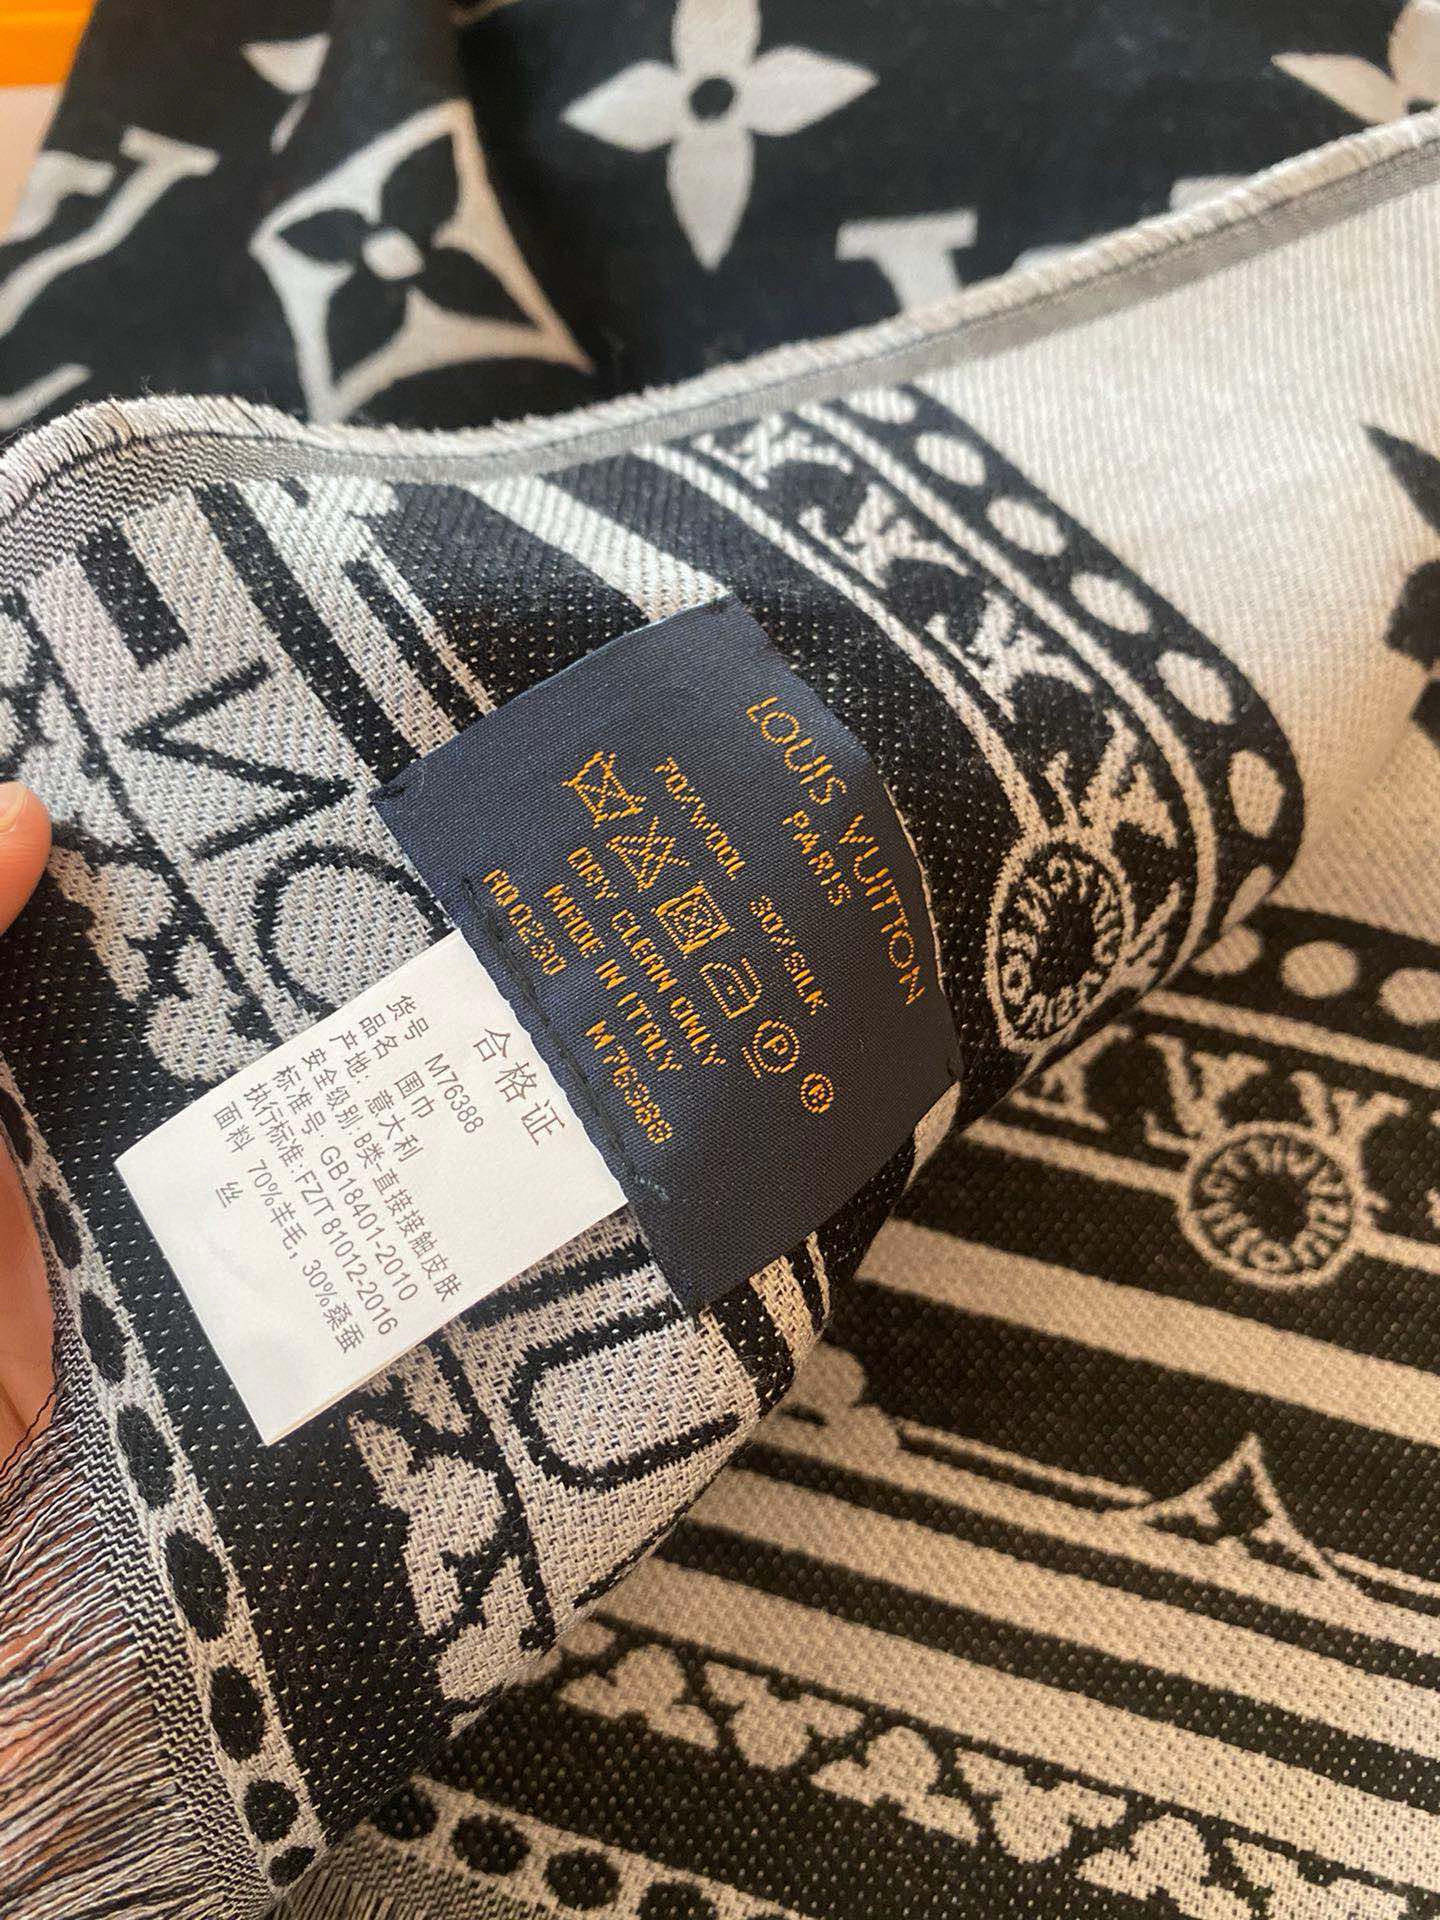 LOUIS VUITTON
PARIS
70%WOOL 30%SILK
DRY CLEAN ONLY
MADE IN ITALY
A00230 M76388
合格证
货号 M76388
品名 围巾
产地: 意大利
安全级别: B类直接接触皮肤
标准号: GB18401-2010
执行标准: FZ/T 81012-2016
面料 70%羊毛，30%桑蚕
丝